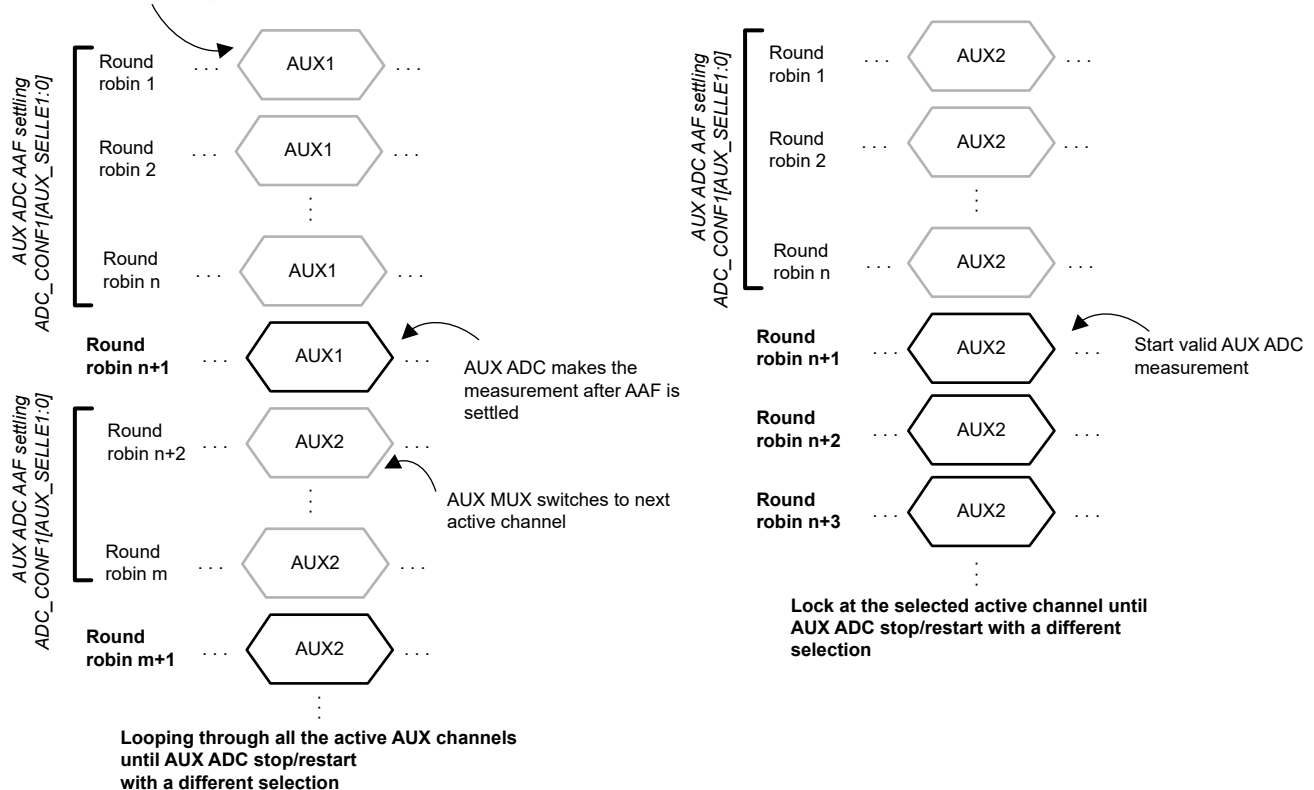 AUX ADC AAF settling
ADC_CONF1[AUX_SELLE1:0]
Round
robin 1
. . .
AUX1
. . .
Round
robin 2
. . .
AUX1
. . .
Round
robin n
. . .
AUX1
. . .
Round
robin n+1
. . .
AUX1
. . .
AUX ADC makes the
measurement after AAF is
settled
AUX ADC AAF settling
ADC_CONF1[AUX_SELLE1:0]
Round
robin n+2
. . .
AUX2
. . .
AUX MUX switches to next
active channel
Round
robin m
. . .
AUX2
. . .
Round
robin m+1
. . .
AUX2
. . .
Looping through all the active AUX channels
until AUX ADC stop/restart
with a different selection
AUX ADC AAF settling
ADC_CONF1[AUX_SELLE1:0]
Round
robin 1
. . .
AUX2
. . .
Round
robin 2
. . .
AUX2
. . .
Round
robin n
. . .
AUX2
. . .
Round
robin n+1
. . .
AUX2
. . .
Start valid AUX ADC
measurement
Round
robin n+2
. . .
AUX2
. . .
Round
robin n+3
. . .
AUX2
. . .
Lock at the selected active channel until
AUX ADC stop/restart with a different
selection